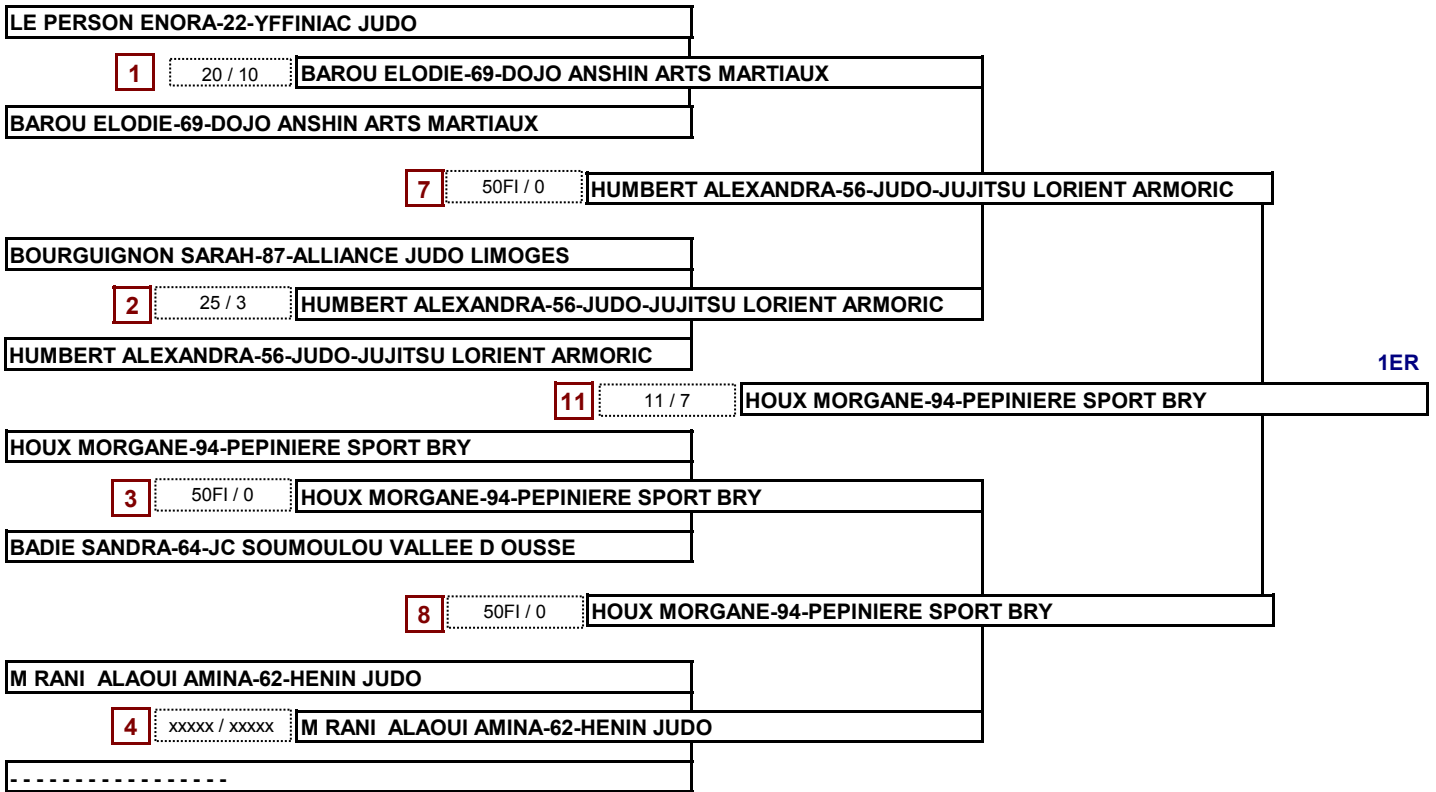 LE PERSON ENORA-22-YFFINIAC JUDO
1 20 / 10 BAROU ELODIE-69-DOJO ANSHIN ARTS MARTIAUX
BAROU ELODIE-69-DOJO ANSHIN ARTS MARTIAUX
7 50FI / 0 HUMBERT ALEXANDRA-56-JUDO-JUJITSU LORIENT ARMORIC
BOURGUIGNON SARAH-87-ALLIANCE JUDO LIMOGES
2 25 / 3 HUMBERT ALEXANDRA-56-JUDO-JUJITSU LORIENT ARMORIC
HUMBERT ALEXANDRA-56-JUDO-JUJITSU LORIENT ARMORIC
1ER
11 11 / 7 HOUX MORGANE-94-PEPINIERE SPORT BRY
HOUX MORGANE-94-PEPINIERE SPORT BRY
3 50FI / 0 HOUX MORGANE-94-PEPINIERE SPORT BRY
BADIE SANDRA-64-JC SOUMOULOU VALLEE D OUSSE
8 50FI / 0 HOUX MORGANE-94-PEPINIERE SPORT BRY
M RANI  ALAOUI AMINA-62-HENIN JUDO
4 xxxxx / xxxxx M RANI  ALAOUI AMINA-62-HENIN JUDO
- - - - - - - - - - - - - - - - -